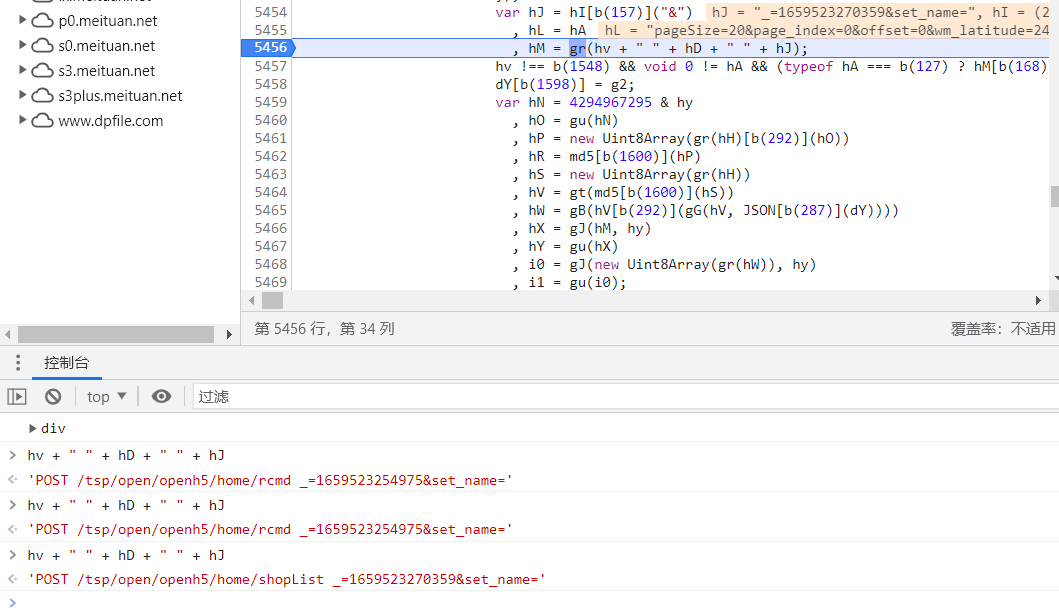 p0.meituan.net
s0.meituan.net
s3.meituan.net
s3plus.meituan.net
www.dpfile.com
5454 var hJ = hI[b(157)]("&") hJ = "_=1659523270359&set_name=", hI = (2
5455 , hL = hA hL = "pageSize=20&page_index=0&offset=0&wm_latitude=24
5456 , hM = gr(hv + " " + hD + " " + hJ);
5457 hv !== b(1548) && void 0 != hA && (typeof hA === b(127) ? hM[b(168)
5458 dY[b(1598)] = g2;
5459 var hN = 4294967295 & hy
5460 , hO = gu(hN)
5461 , hP = new Uint8Array(gr(hH)[b(292)](hO))
5462 , hR = md5[b(1600)](hP)
5463 , hS = new Uint8Array(gr(hH))
5464 , hV = gt(md5[b(1600)](hS))
5465 , hW = gB(hV[b(292)](gG(hV, JSON[b(287)](dY))))
5466 , hX = gJ(hM, hy)
5467 , hY = gu(hX)
5468 , i0 = gJ(new Uint8Array(gr(hW)), hy)
5469 , i1 = gu(i0);
第 5456 行，第 34 列
覆盖率：不适用
控制台
top
过滤
div
hv + " " + hD + " " + hJ
'POST /tsp/open/openh5/home/rcmd _=1659523254975&set_name='
hv + " " + hD + " " + hJ
'POST /tsp/open/openh5/home/rcmd _=1659523254975&set_name='
hv + " " + hD + " " + hJ
'POST /tsp/open/openh5/home/shopList _=1659523270359&set_name='